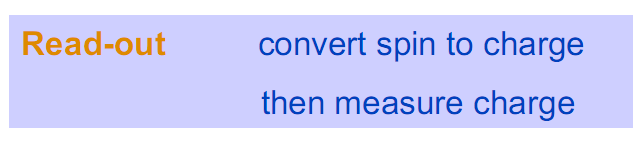 Read-out convert spin to charge
then measure charge